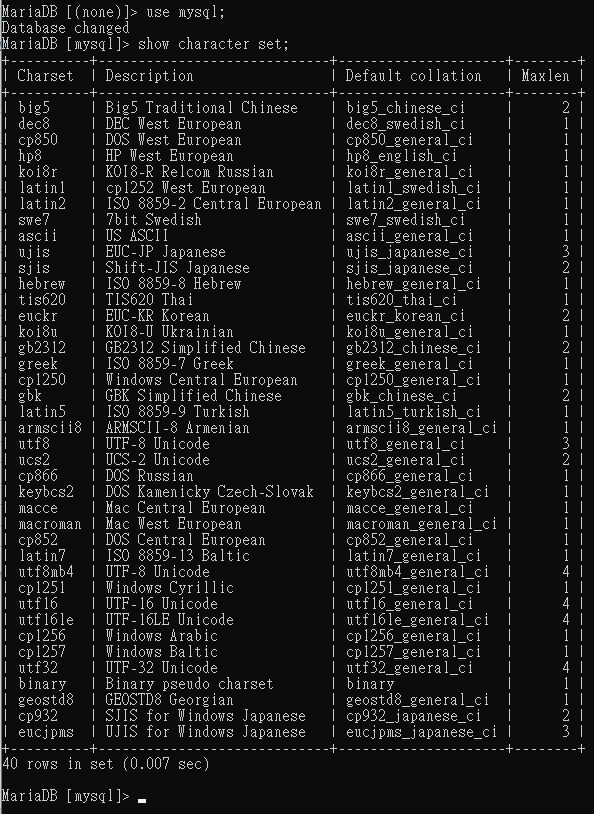 MariaDB [(none)]> use mysql;
Database changed
MariaDB [mysql]> show character set;
+----------+-----------------------------+---------------------+--------+
| Charset  | Description                 | Default collation   | Maxlen |
+----------+-----------------------------+---------------------+--------+
| big5     | Big5 Traditional Chinese    | big5_chinese_ci     |      2 |
| dec8     | DEC West European           | dec8_swedish_ci     |      1 |
| cp850    | DOS West European           | cp850_general_ci    |      1 |
| hp8      | HP West European            | hp8_english_ci      |      1 |
| koi8r    | KOI8-R Relcom Russian       | koi8r_general_ci    |      1 |
| latin1   | cp1252 West European        | latin1_swedish_ci   |      1 |
| latin2   | ISO 8859-2 Central European | latin2_general_ci   |      1 |
| swe7     | 7bit Swedish                | swe7_swedish_ci     |      1 |
| ascii    | US ASCII                    | ascii_general_ci    |      1 |
| ujis     | EUC-JP Japanese             | ujis_japanese_ci    |      3 |
| sjis     | Shift-JIS Japanese          | sjis_japanese_ci    |      2 |
| hebrew   | ISO 8859-8 Hebrew           | hebrew_general_ci   |      1 |
| tis620   | TIS620 Thai                 | tis620_thai_ci      |      1 |
| euckr    | EUC-KR Korean               | euckr_korean_ci     |      2 |
| koi8u    | KOI8-U Ukrainian            | koi8u_general_ci    |      1 |
| gb2312   | GB2312 Simplified Chinese   | gb2312_chinese_ci   |      2 |
| greek    | ISO 8859-7 Greek            | greek_general_ci    |      1 |
| cp1250   | Windows Central European    | cp1250_general_ci   |      1 |
| gbk      | GBK Simplified Chinese      | gbk_chinese_ci      |      2 |
| latin5   | ISO 8859-9 Turkish          | latin5_turkish_ci   |      1 |
| armscii8 | ARMSCII-8 Armenian          | armscii8_general_ci |      1 |
| utf8     | UTF-8 Unicode               | utf8_general_ci     |      3 |
| ucs2     | UCS-2 Unicode               | ucs2_general_ci     |      2 |
| cp866    | DOS Russian                 | cp866_general_ci    |      1 |
| keybcs2  | DOS Kamenicky Czech-Slovak  | keybcs2_general_ci  |      1 |
| macce    | Mac Central European        | macce_general_ci    |      1 |
| macroman | Mac West European           | macroman_general_ci |      1 |
| cp852    | DOS Central European        | cp852_general_ci    |      1 |
| latin7   | ISO 8859-13 Baltic          | latin7_general_ci   |      1 |
| utf8mb4  | UTF-8 Unicode               | utf8mb4_general_ci  |      4 |
| cp1251   | Windows Cyrillic            | cp1251_general_ci   |      1 |
| utf16    | UTF-16 Unicode              | utf16_general_ci    |      4 |
| utf16le  | UTF-16LE Unicode            | utf16le_general_ci  |      4 |
| cp1256   | Windows Arabic              | cp1256_general_ci   |      1 |
| cp1257   | Windows Baltic              | cp1257_general_ci   |      1 |
| utf32    | UTF-32 Unicode              | utf32_general_ci    |      4 |
| binary   | Binary pseudo charset       | binary              |      1 |
| geostd8  | GEOSTD8 Georgian            | geostd8_general_ci  |      1 |
| cp932    | SJIS for Windows Japanese   | cp932_japanese_ci   |      2 |
| eucjpms  | UJIS for Windows Japanese   | eucjpms_japanese_ci |      3 |
+----------+-----------------------------+---------------------+--------+
40 rows in set (0.007 sec)
MariaDB [mysql]> _